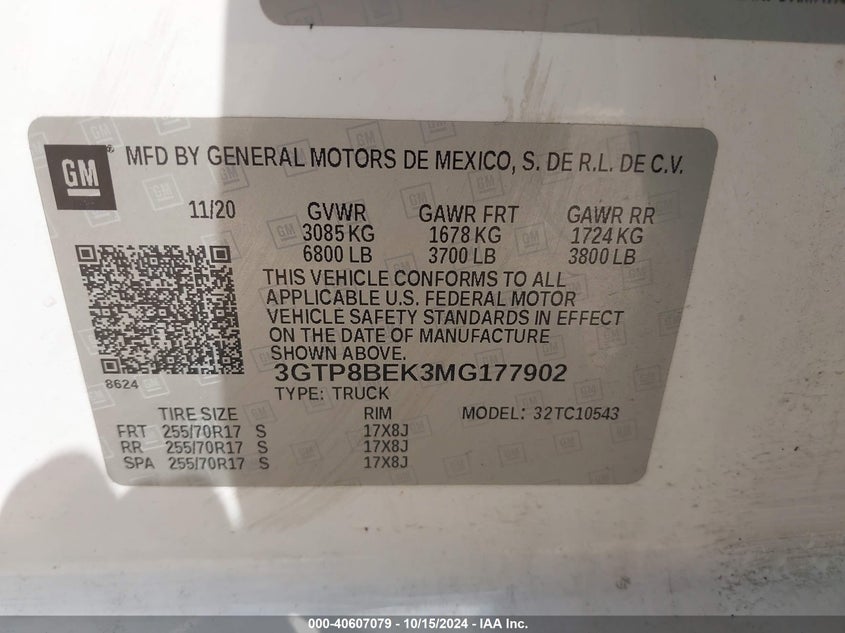 GM
MFD BY GENERAL MOTORS DE MEXICO, S. DE R.L. DE C.V.
11/20 GVWR GAWR FRT GAWR RR
3085 KG 1678 KG 1724 KG
6800 LB 3700 LB 3800 LB
THIS VEHICLE CONFORMS TO ALL
APPLICABLE U.S. FEDERAL MOTOR
VEHICLE SAFETY STANDARDS IN EFFECT
ON THE DATE OF MANUFACTURE
SHOWN ABOVE.
8624
3GTP8BEK3MG177902
TYPE: TRUCK
TIRE SIZE RIM MODEL: 32TC10543
FRT 255/70R17 S 17X8J
RR 255/70R17 S 17X8J
SPA 255/70R17 S 17X8J
000-40607079 - 10/15/2024 - IAA Inc.